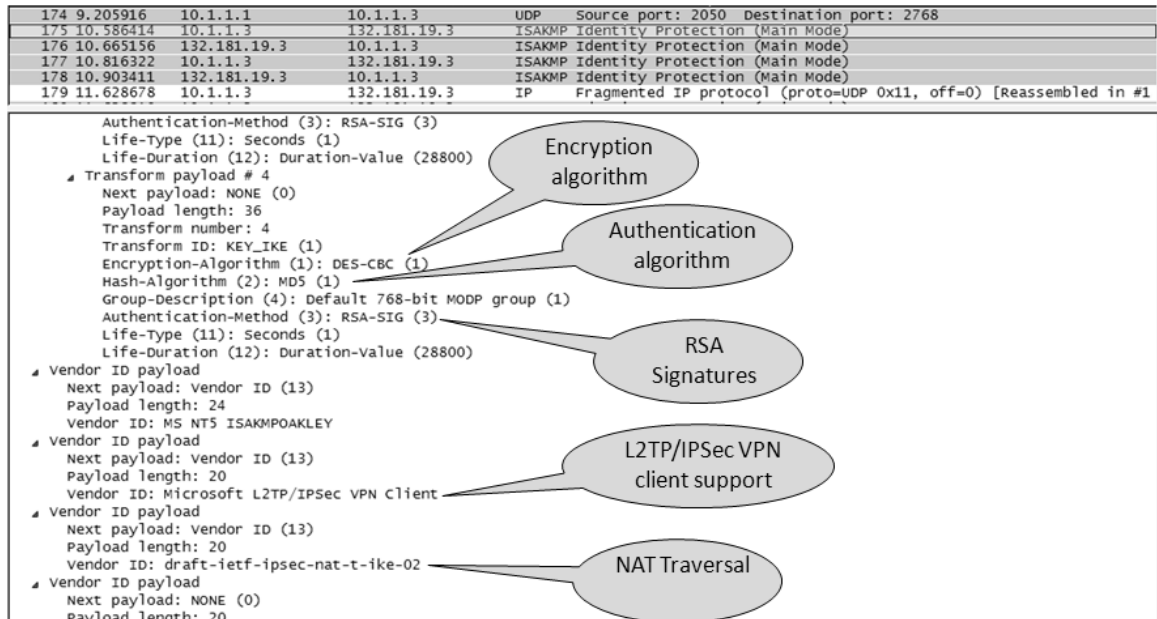 174 9.205916 10.1.1.1 10.1.1.3 UDP Source port: 2050 Destination port: 2768
175 10.586414 10.1.1.3 132.181.19.3 ISAKMP Identity Protection (Main Mode)
176 10.665156 132.181.19.3 10.1.1.3 ISAKMP Identity Protection (Main Mode)
177 10.816322 10.1.1.3 132.181.19.3 ISAKMP Identity Protection (Main Mode)
178 10.903411 132.181.19.3 10.1.1.3 ISAKMP Identity Protection (Main Mode)
179 11.628678 10.1.1.3 132.181.19.3 IP Fragmented IP protocol (proto=UDP 0x11, off=0) [Reassembled in #1
Authentication-Method (3): RSA-SIG (3)
Life-Type (11): Seconds (1)
Life-Duration (12): Duration-Value (28800)
Encryption
algorithm
Transform payload # 4
Next payload: NONE (0)
Payload length: 36
Transform number: 4
Transform ID: KEY_IKE (1)
Encryption-Algorithm (1): DES-CBC (1)
Authentication
algorithm
Hash-Algorithm (2): MD5 (1)
Group-Description (4): Default 768-bit MODP group (1)
Authentication-Method (3): RSA-SIG (3)
Life-Type (11): Seconds (1)
Life-Duration (12): Duration-Value (28800)
RSA
Signatures
Vendor ID payload
Next payload: Vendor ID (13)
Payload length: 24
Vendor ID: MS NT5 ISAKMPOAKLEY
Vendor ID payload
Next payload: Vendor ID (13)
Payload length: 20
Vendor ID: Microsoft L2TP/IPSec VPN Client
L2TP/IPSec VPN
client support
Vendor ID payload
Next payload: Vendor ID (13)
Payload length: 20
Vendor ID: draft-ietf-ipsec-nat-t-ike-02
NAT Traversal
Vendor ID payload
Next payload: NONE (0)
Payload length: 20